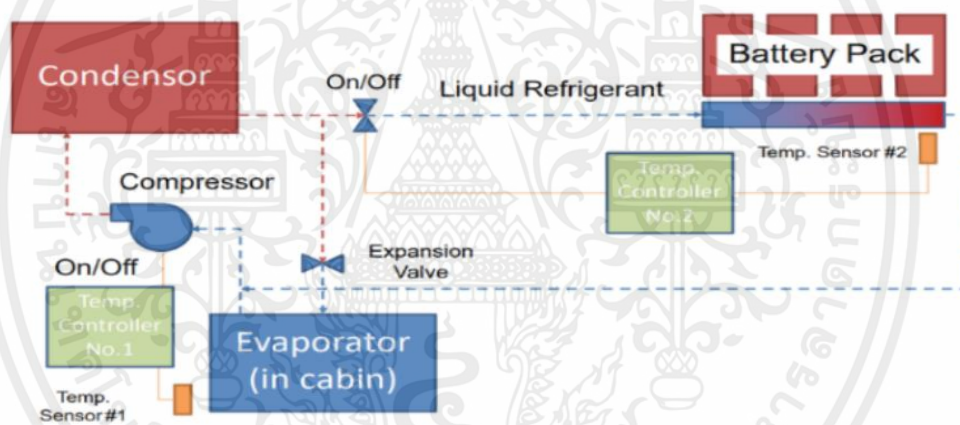 Condensor
On/Off
Liquid Refrigerant
Battery Pack
Temp. Sensor #2
Temp.
Controller
No.2
Compressor
Expansion
Valve
On/Off
Temp.
Controller
No.1
Evaporator
(in cabin)
Temp.
Sensor#1